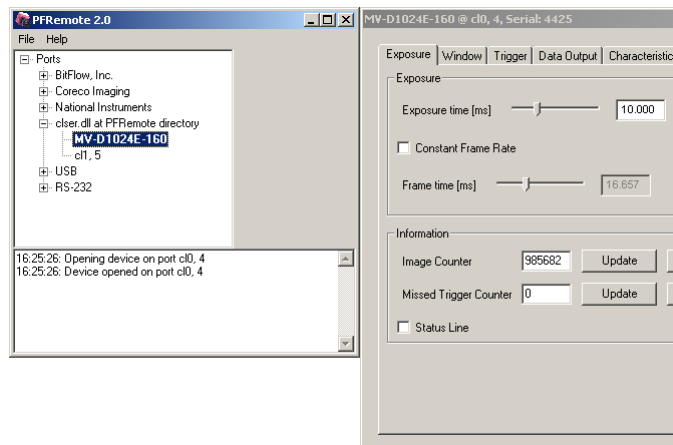 PFRemote 2.0
File Help
Ports
BitFlow, Inc.
Coreco Imaging
National Instruments
clser.dll at PFRemote directory
MV-D1024E-160
cl1, 5
USB
RS-232
16:25:26: Opening device on port cl0, 4
16:25:26: Device opened on port cl0, 4
MV-D1024E-160 @ cl0, 4, Serial: 4425
Exposure Window Trigger Data Output Characteristic
Exposure
Exposure time [ms] 10.000
Constant Frame Rate
Frame time [ms] 16.657
Information
Image Counter 985682 Update
Missed Trigger Counter 0 Update
Status Line